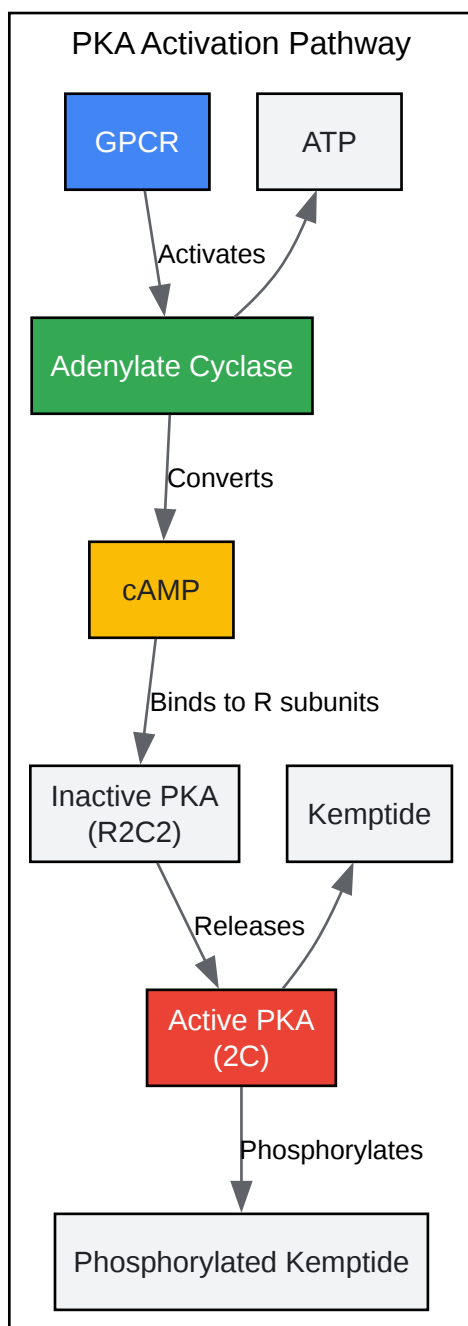 PKA Activation Pathway
GPCR
ATP
Activates
Adenylate Cyclase
Converts
cAMP
Binds to R subunits
Inactive PKA
(R2C2)
Kemptide
Releases
Active PKA
(2C)
Phosphorylates
Phosphorylated Kemptide